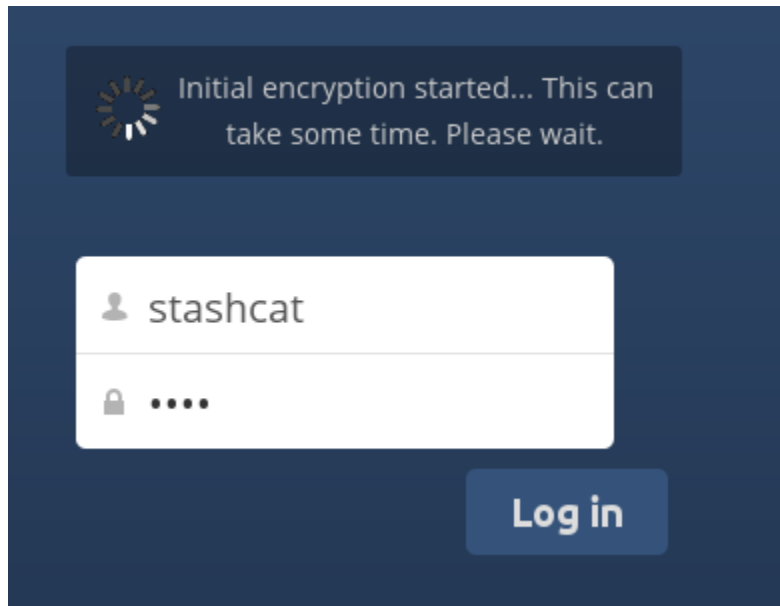 Initial encryption started... This can
take some time. Please wait.
stashcat
••••
Log in